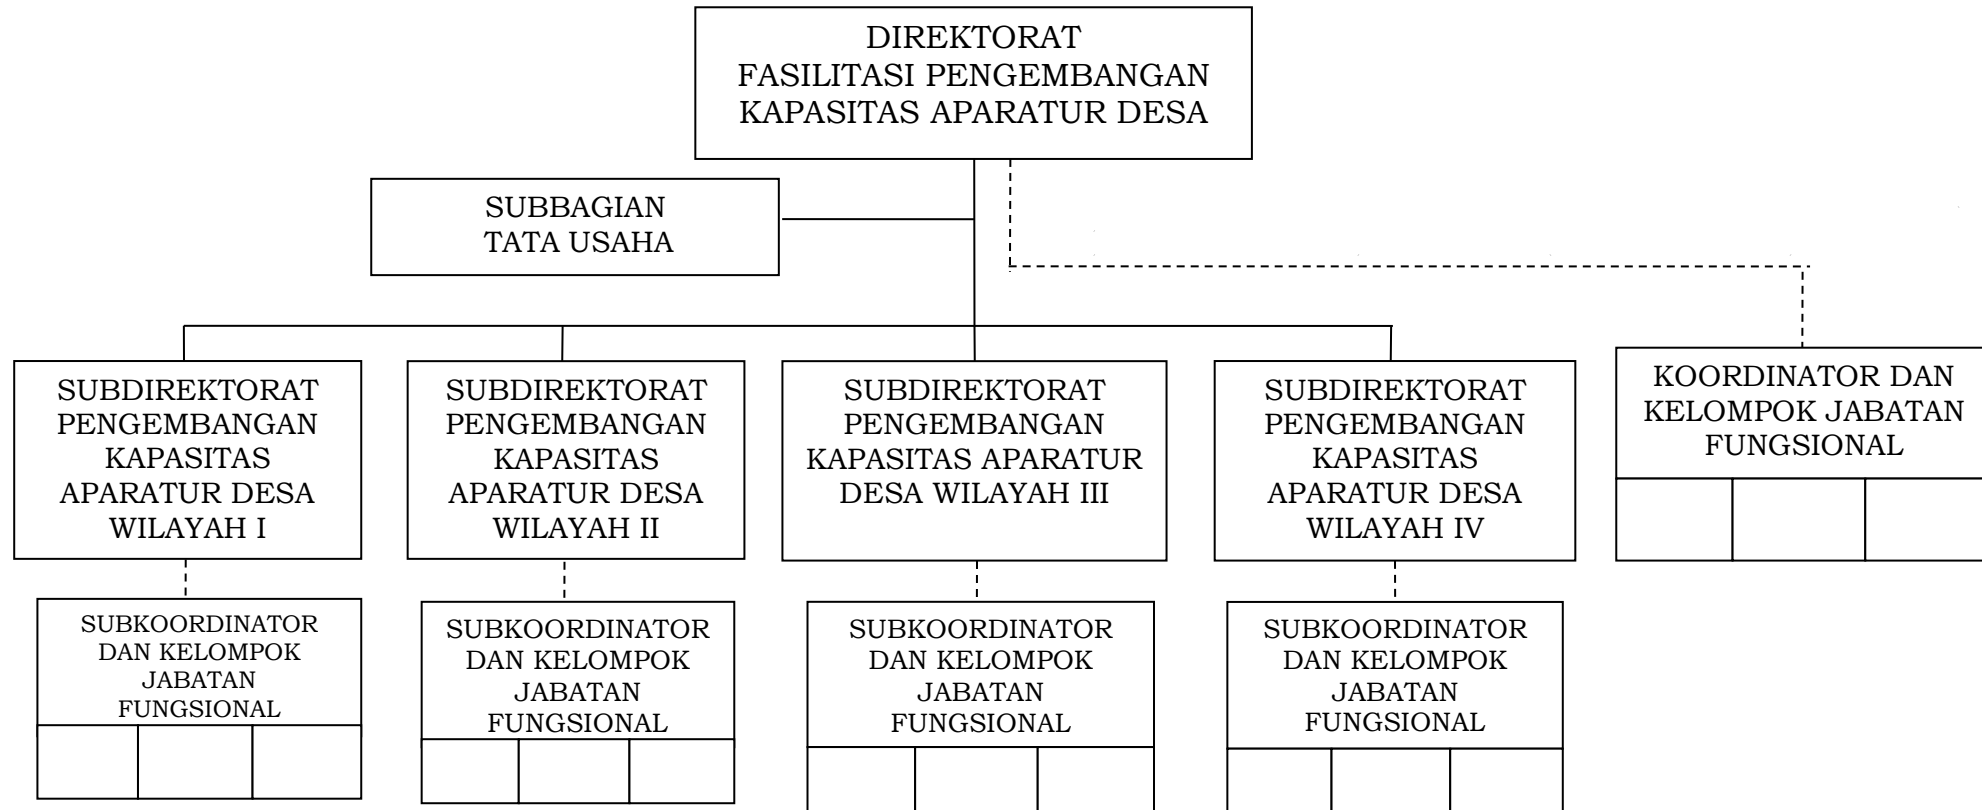 DIREKTORAT
FASILITASI PENGEMBANGAN
KAPASITAS APARATUR DESA
SUBBAGIAN
TATA USAHA
SUBDIREKTORAT
PENGEMBANGAN
KAPASITAS
APARATUR DESA
WILAYAH I
SUBDIREKTORAT
PENGEMBANGAN
KAPASITAS
APARATUR DESA
WILAYAH II
SUBDIREKTORAT
PENGEMBANGAN
KAPASITAS APARATUR
DESA WILAYAH III
SUBDIREKTORAT
PENGEMBANGAN
KAPASITAS
APARATUR DESA
WILAYAH IV
KOORDINATOR DAN
KELOMPOK JABATAN
FUNGSIONAL
SUBKOORDINATOR
DAN KELOMPOK
JABATAN
FUNGSIONAL
SUBKOORDINATOR
DAN KELOMPOK
JABATAN
FUNGSIONAL
SUBKOORDINATOR
DAN KELOMPOK
JABATAN
FUNGSIONAL
SUBKOORDINATOR
DAN KELOMPOK
JABATAN
FUNGSIONAL